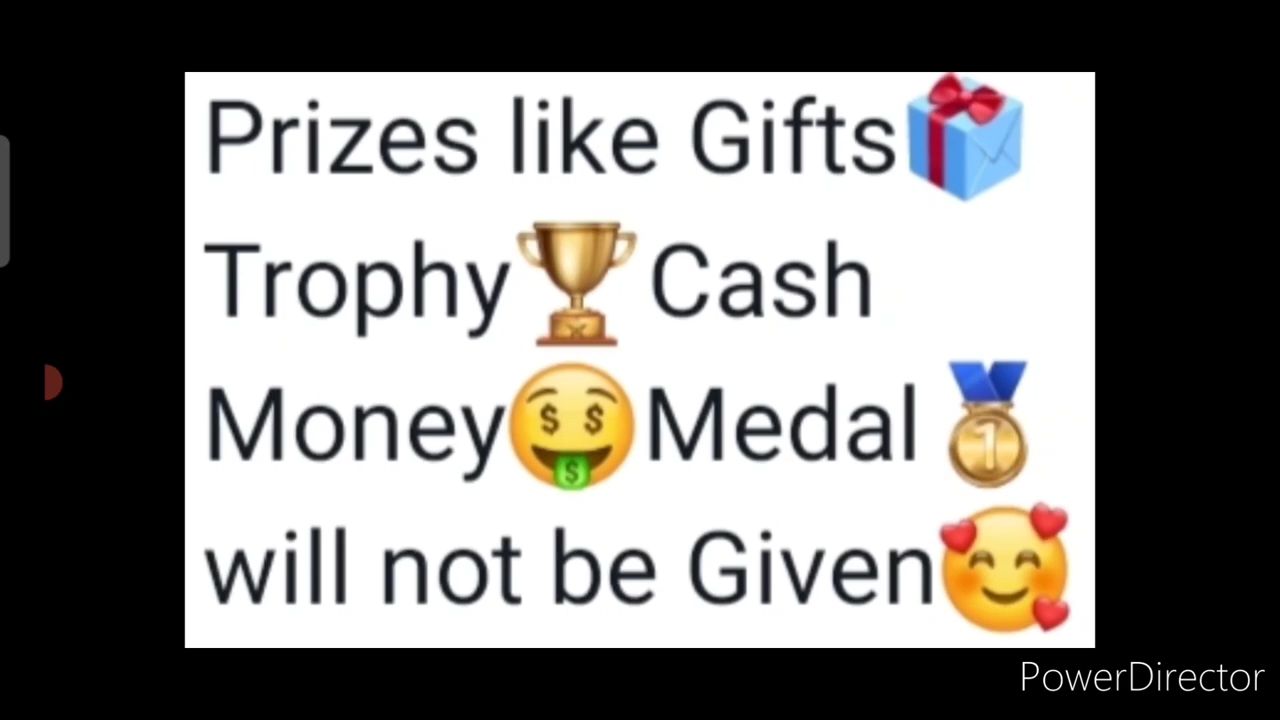 Prizes like Gifts🎁
Trophy🏆Cash
Money🤑Medal🥇
will not be Given🥰
PowerDirector